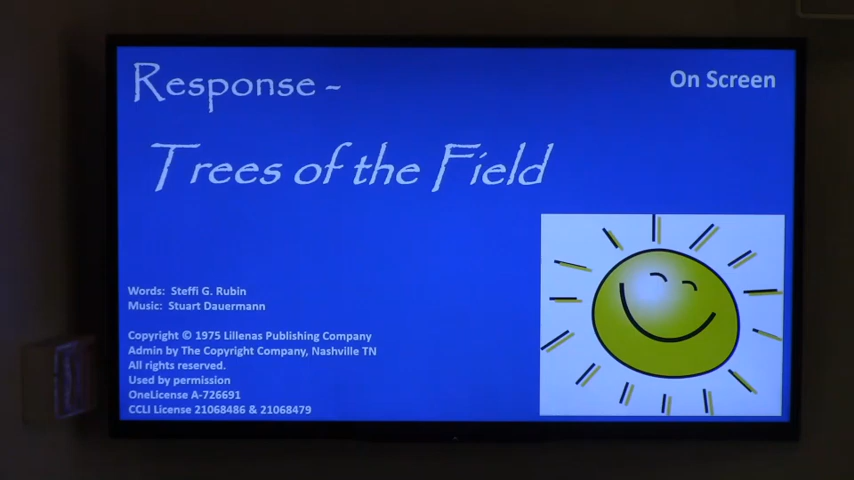 Response -
On Screen
Trees of the Field
Words: Steffi G. Rubin
Music: Stuart Dauermann
Copyright © 1975 Lillenas Publishing Company
Admin by The Copyright Company, Nashville TN
All rights reserved.
Used by permission
OneLicense A-726691
CCLI License 21068486 & 21068479